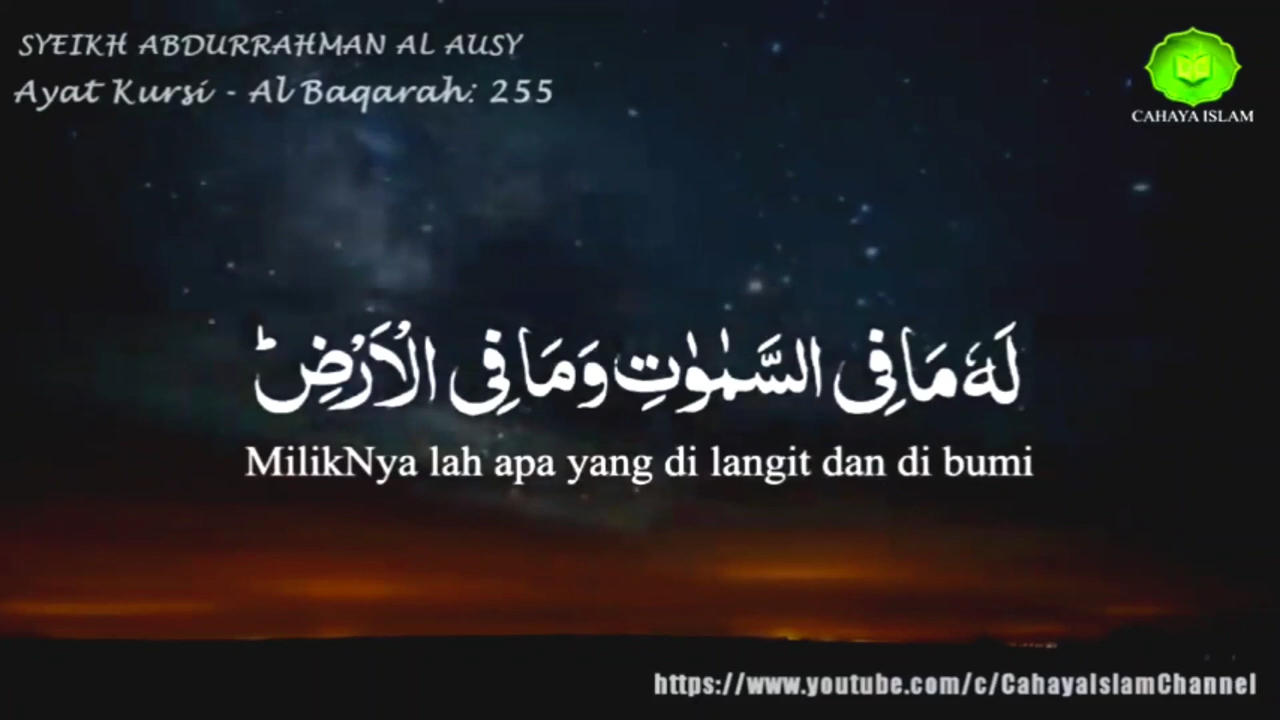 SYEIKH ABDURRAHMAN AL AUSY
Ayat Kursi - Al Baqarah: 255
CAHAYA ISLAM
لَهٗ مَا فِى السَّمٰوٰتِ وَمَا فِى الْاَرْضِۗ
MilikNya lah apa yang di langit dan di bumi
https://www.youtube.com/c/CahayaIslamChannel